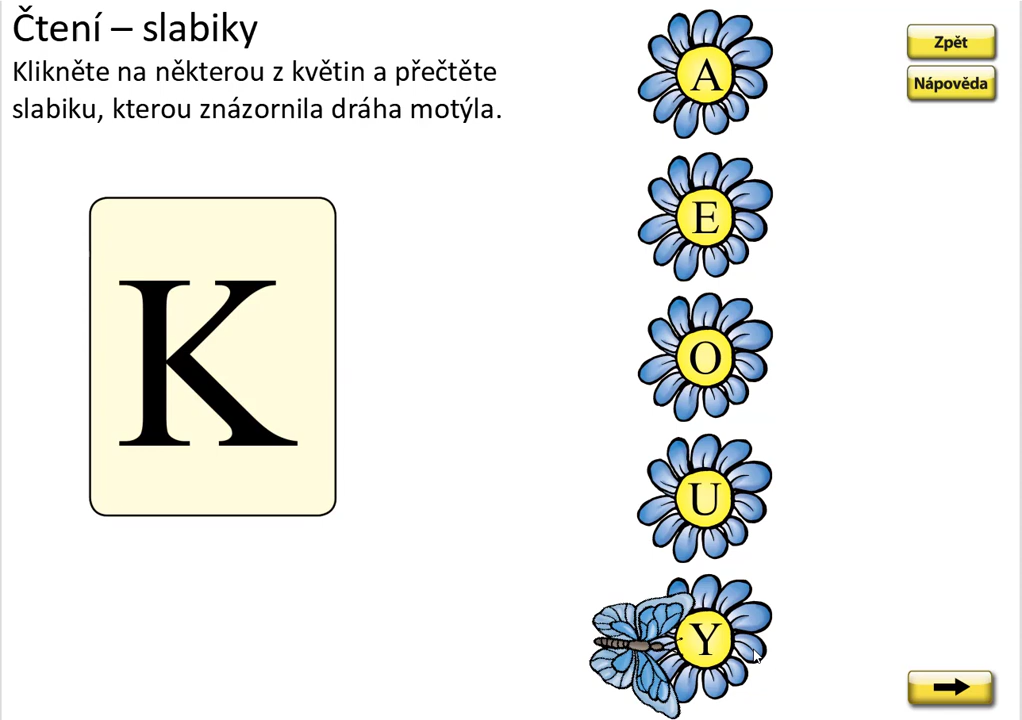 Čtení – slabiky
Klikněte na některou z květin a přečtěte
slabiku, kterou znázornila dráha motýla.
K
A
E
O
U
Y
Zpět
Nápověda